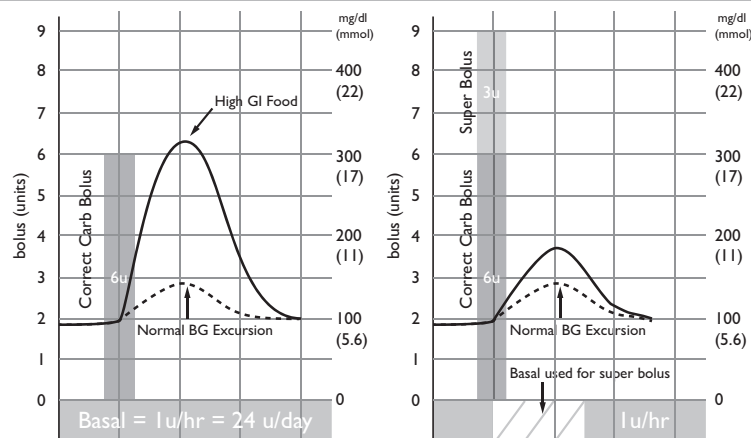 mg/dl
(mmol)
9
8
7
6
5
4
3
2
1
0
bolus (units)
400
(22)
300
(17)
200
(11)
100
(5.6)
0
High GI Food
Correct Carb Bolus
6u
Normal BG Excursion
Basal = 1u/hr = 24 u/day
mg/dl
(mmol)
9
8
7
6
5
4
3
2
1
0
bolus (units)
400
(22)
300
(17)
200
(11)
100
(5.6)
0
Super Bolus
3u
Correct Carb Bolus
6u
Normal BG Excursion
Basal used for super bolus
1u/hr